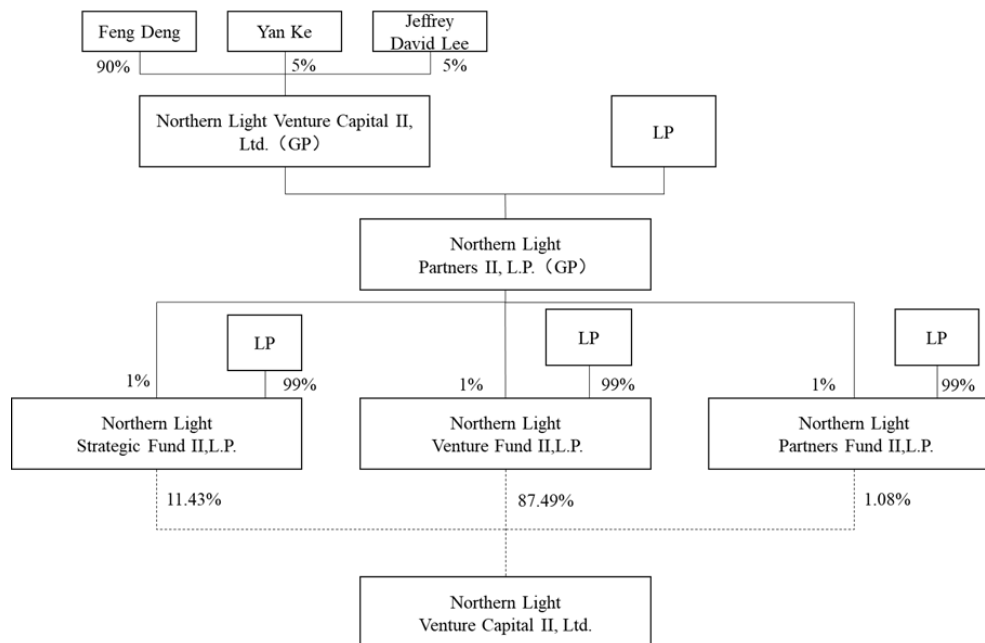 Feng Deng
Yan Ke
Jeffrey
David Lee
90%
5%
5%
Northern Light Venture Capital II,
Ltd.（GP）
LP
Northern Light
Partners II, L.P.（GP）
LP
LP
LP
1%
99%
1%
99%
1%
99%
Northern Light
Strategic Fund II,L.P.
Northern Light
Venture Fund II,L.P.
Northern Light
Partners Fund II,L.P.
11.43%
87.49%
1.08%
Northern Light
Venture Capital II, Ltd.